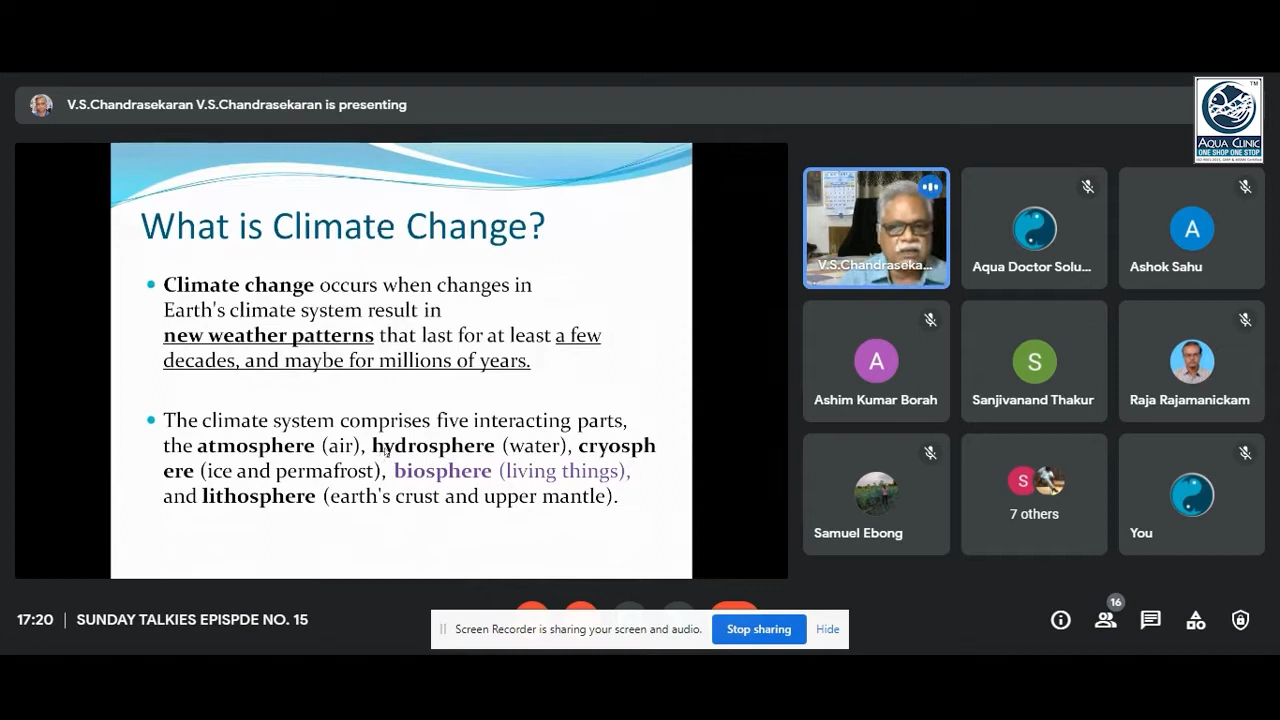 V.S.Chandrasekaran V.S.Chandrasekaran is presenting
TM
AQUA CLINIC
ONE SHOP ONE STOP
What is Climate Change?
• Climate change occurs when changes in
Earth's climate system result in
new weather patterns that last for at least a few
decades, and maybe for millions of years.
• The climate system comprises five interacting parts,
the atmosphere (air), hydrosphere (water), cryosph
ere (ice and permafrost), biosphere (living things),
and lithosphere (earth's crust and upper mantle).
V.S.Chandraseka...
Aqua Doctor Solu...
A
Ashok Sahu
A
Ashim Kumar Borah
S
Sanjivanand Thakur
Raja Rajamanickam
Samuel Ebong
S
7 others
You
17:20 | SUNDAY TALKIES EPISPDE NO. 15
Screen Recorder is sharing your screen and audio.
Stop sharing
Hide
16